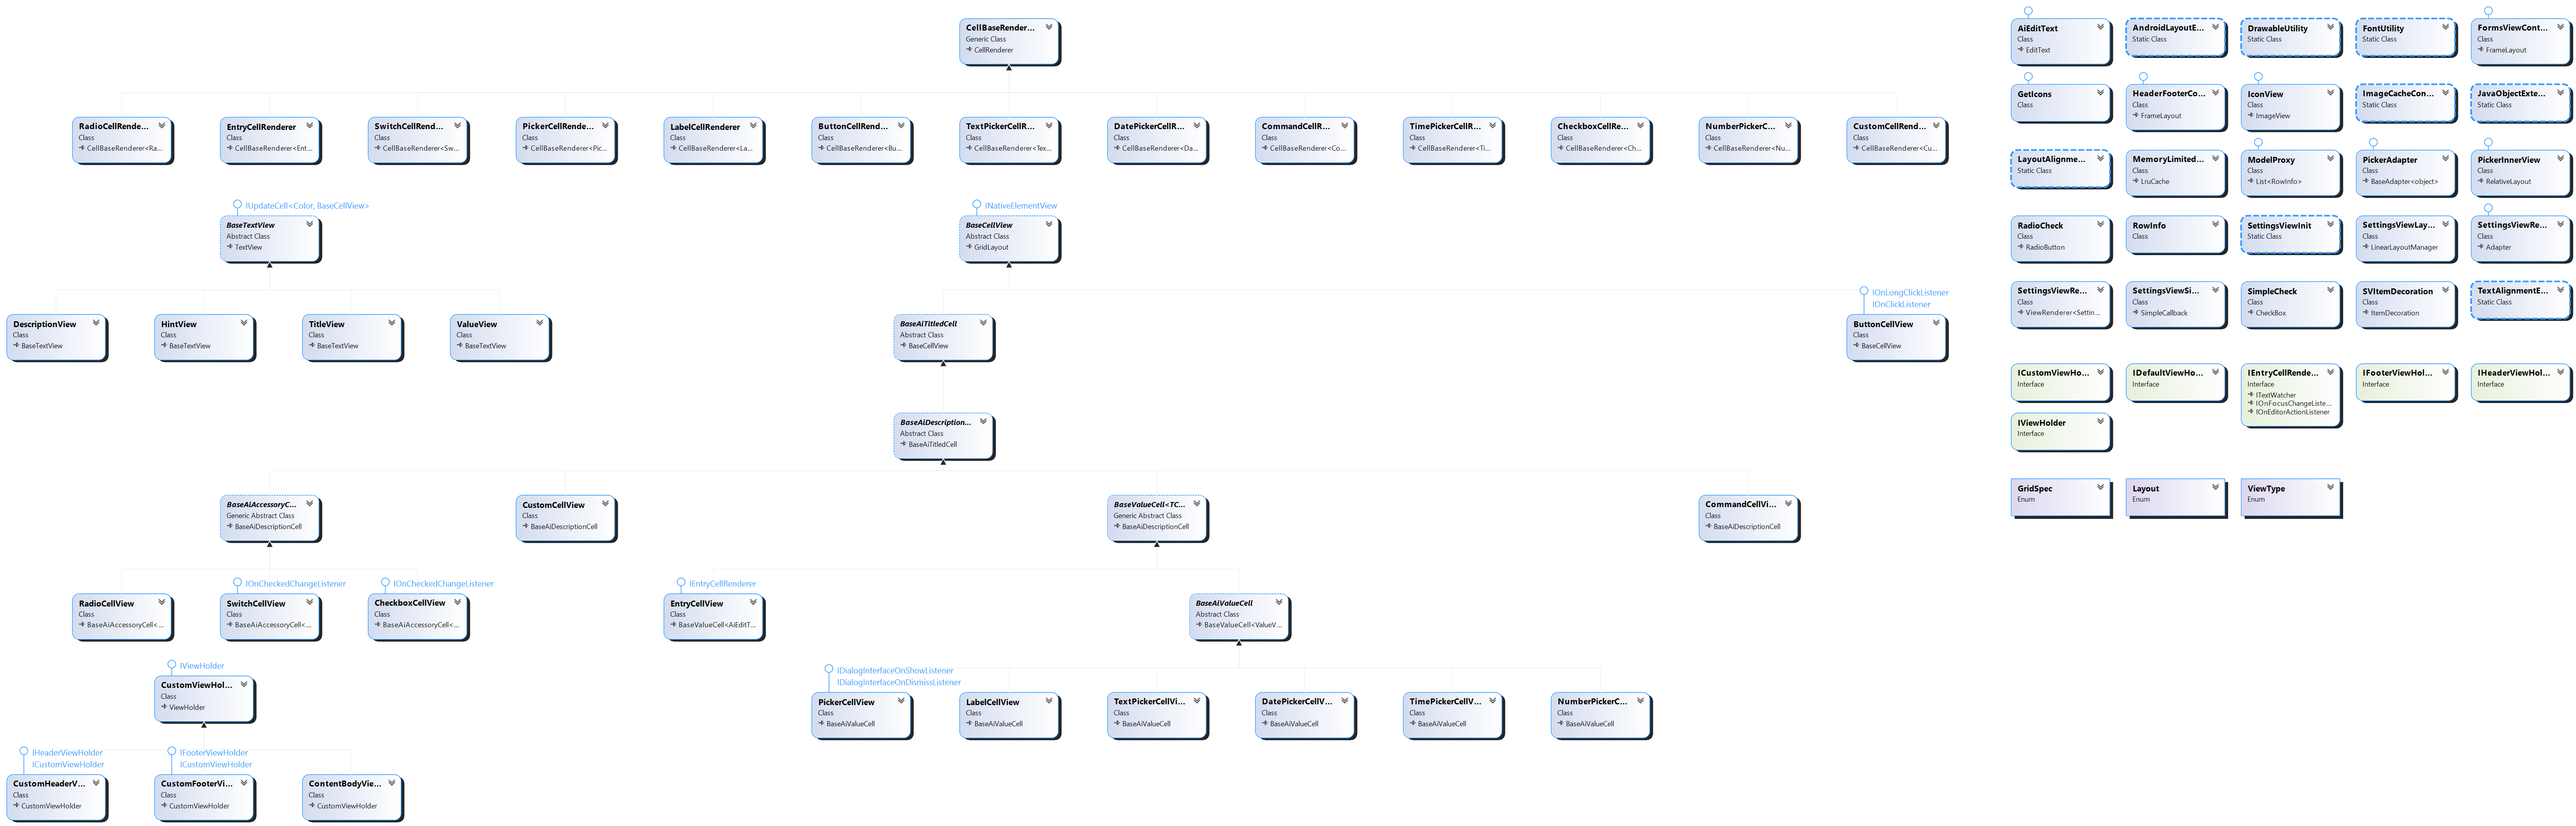 CellBaseRender...
Generic Class
CellRenderer
RadioCellRende...
Class
CellBaseRenderer<Ra...
EntryCellRenderer
Class
CellBaseRenderer<Ent...
SwitchCellRend...
Class
CellBaseRenderer<Sw...
PickerCellRende...
Class
CellBaseRenderer<Pic...
LabelCellRenderer
Class
CellBaseRenderer<La...
ButtonCellRend...
Class
CellBaseRenderer<Bu...
TextPickerCellR...
Class
CellBaseRenderer<Tex...
DatePickerCellR...
Class
CellBaseRenderer<Da...
CommandCellR...
Class
CellBaseRenderer<Co...
TimePickerCellR...
Class
CellBaseRenderer<Ti...
CheckboxCellRe...
Class
CellBaseRenderer<Ch...
NumberPickerC...
Class
CellBaseRenderer<Nu...
CustomCellRend...
Class
CellBaseRenderer<Cu...
IUpdateCell<Color, BaseCellView>
BaseTextView
Abstract Class
TextView
INativeElementView
BaseCellView
Abstract Class
GridLayout
DescriptionView
Class
BaseTextView
HintView
Class
BaseTextView
TitleView
Class
BaseTextView
ValueView
Class
BaseTextView
BaseAiTitledCell
Abstract Class
BaseCellView
IOnLongClickListener
IOnClickListener
ButtonCellView
Class
BaseCellView
BaseAiDescription...
Abstract Class
BaseAiTitledCell
BaseAiAccessoryC...
Generic Abstract Class
BaseAiDescriptionCell
CustomCellView
Class
BaseAiDescriptionCell
BaseValueCell<TC...
Generic Abstract Class
BaseAiDescriptionCell
CommandCellVi...
Class
BaseAiDescriptionCell
RadioCellView
Class
BaseAiAccessoryCell<...
IOnCheckedChangeListener
SwitchCellView
Class
BaseAiAccessoryCell<...
IOnCheckedChangeListener
CheckboxCellView
Class
BaseAiAccessoryCell<...
IEntryCellRenderer
EntryCellView
Class
BaseValueCell<AiEditT...
BaseAiValueCell
Abstract Class
BaseValueCell<ValueV...
IViewHolder
CustomViewHol...
Class
ViewHolder
IDialogInterfaceOnShowListener
IDialogInterfaceOnDismissListener
PickerCellView
Class
BaseAiValueCell
LabelCellView
Class
BaseAiValueCell
TextPickerCellVi...
Class
BaseAiValueCell
DatePickerCellV...
Class
BaseAiValueCell
TimePickerCellV...
Class
BaseAiValueCell
NumberPickerC...
Class
BaseAiValueCell
IHeaderViewHolder
ICustomViewHolder
CustomHeaderV...
Class
CustomViewHolder
IFooterViewHolder
ICustomViewHolder
CustomFooterVi...
Class
CustomViewHolder
ContentBodyVie...
Class
CustomViewHolder
AiEditText
Class
EditText
AndroidLayoutE...
Static Class
DrawableUtility
Static Class
FontUtility
Static Class
FormsViewCont...
Class
FrameLayout
GetIcons
Class
HeaderFooterCo...
Class
FrameLayout
IconView
Class
ImageView
ImageCacheCon...
Static Class
JavaObjectExte...
Static Class
LayoutAlignme...
Static Class
MemoryLimited...
Class
LruCache
ModelProxy
Class
List<RowInfo>
PickerAdapter
Class
BaseAdapter<object>
PickerInnerView
Class
RelativeLayout
RadioCheck
Class
RadioButton
RowInfo
Class
SettingsViewInit
Static Class
SettingsViewLay...
Class
LinearLayoutManager
SettingsViewRe...
Class
Adapter
SettingsViewRe...
Class
ViewRenderer<Settin...
SettingsViewSi...
Class
SimpleCallback
SimpleCheck
Class
CheckBox
SVItemDecoration
Class
ItemDecoration
TextAlignmentE...
Static Class
ICustomViewHo...
Interface
IDefaultViewHo...
Interface
IEntryCellRende...
Interface
ITextWatcher
IOnFocusChangeListe...
IOnEditorActionListener
IFooterViewHol...
Interface
IHeaderViewHol...
Interface
IViewHolder
Interface
GridSpec
Enum
Layout
Enum
ViewType
Enum